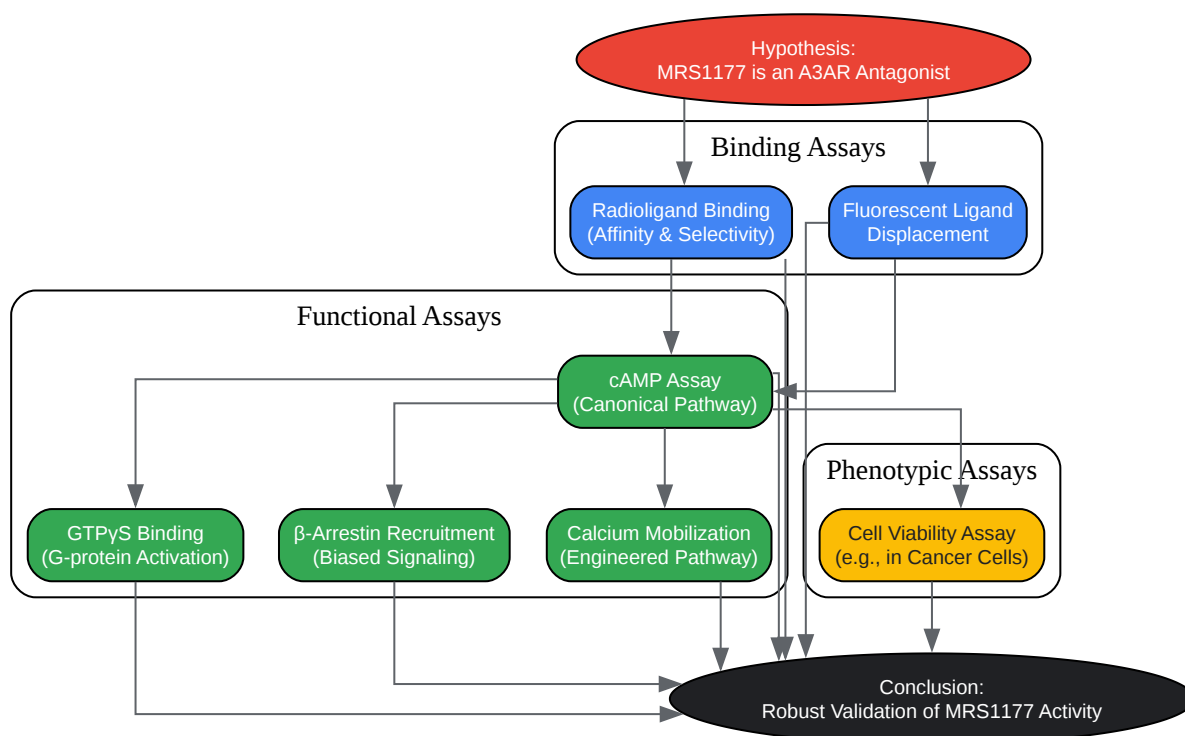 Hypothesis:
MRS1177 is an A3AR Antagonist
Binding Assays
Radioligand Binding
(Affinity & Selectivity)
Fluorescent Ligand
Displacement
Functional Assays
cAMP Assay
(Canonical Pathway)
Phenotypic Assays
GTPγS Binding
(G-protein Activation)
β-Arrestin Recruitment
(Biased Signaling)
Calcium Mobilization
(Engineered Pathway)
Cell Viability Assay
(e.g., in Cancer Cells)
Conclusion:
Robust Validation of MRS1177 Activity